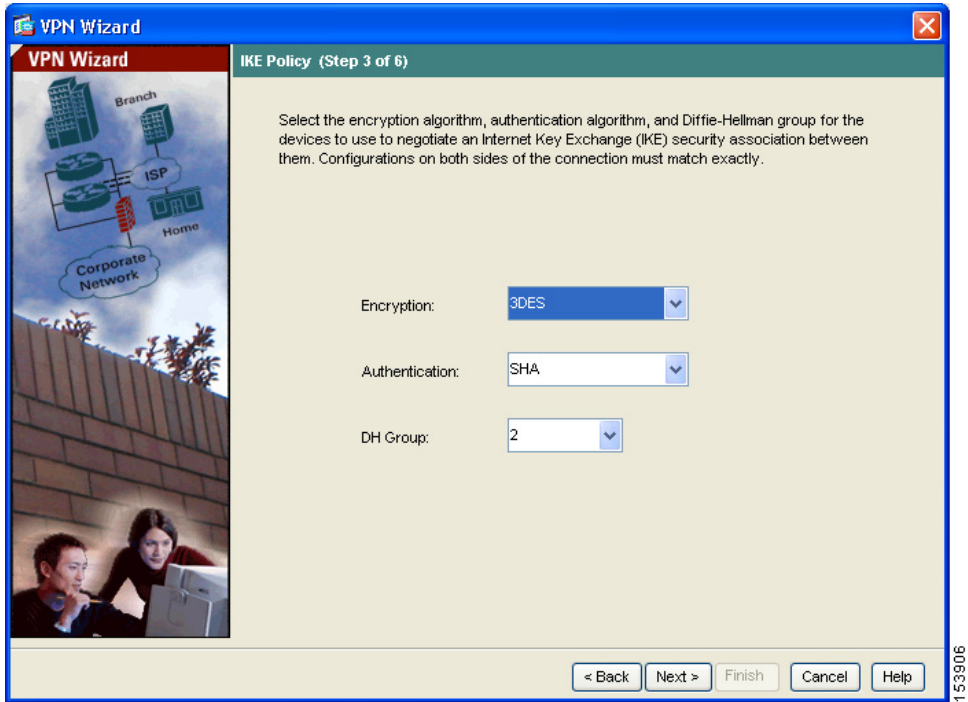 VPN Wizard
VPN Wizard
IKE Policy (Step 3 of 6)
Branch
ISP
Home
Corporate
Network
Select the encryption algorithm, authentication algorithm, and Diffie-Hellman group for the
devices to use to negotiate an Internet Key Exchange (IKE) security association between
them. Configurations on both sides of the connection must match exactly.
Encryption: 3DES
Authentication: SHA
DH Group: 2
< Back Next > Finish Cancel Help
153906